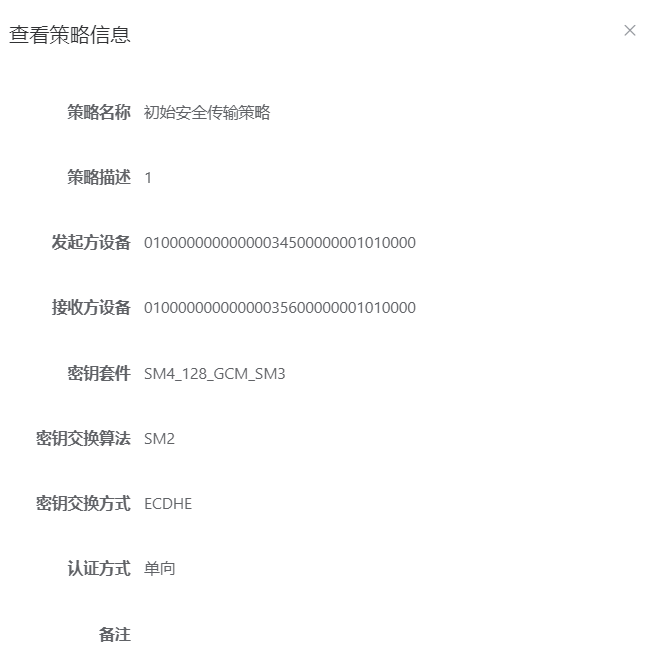 查看策略信息
策略名称 初始安全传输策略
策略描述 1
发起方设备 01000000000000034500000001010000
接收方设备 01000000000000035600000001010000
密钥套件 SM4_128_GCM_SM3
密钥交换算法 SM2
密钥交换方式 ECDHE
认证方式 单向
备注